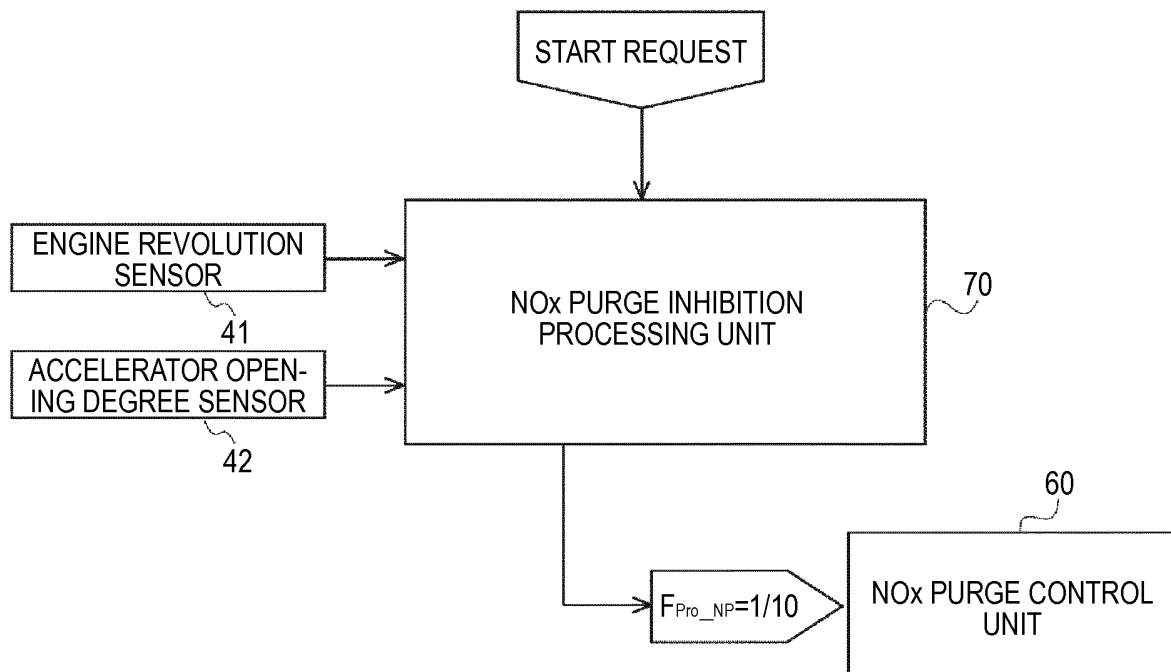 START REQUEST
ENGINE REVOLUTION
SENSOR
41
ACCELERATOR OPEN-
ING DEGREE SENSOR
42
NOx PURGE INHIBITION
PROCESSING UNIT
70
60
FPro_NP=1/10
NOx PURGE CONTROL
UNIT